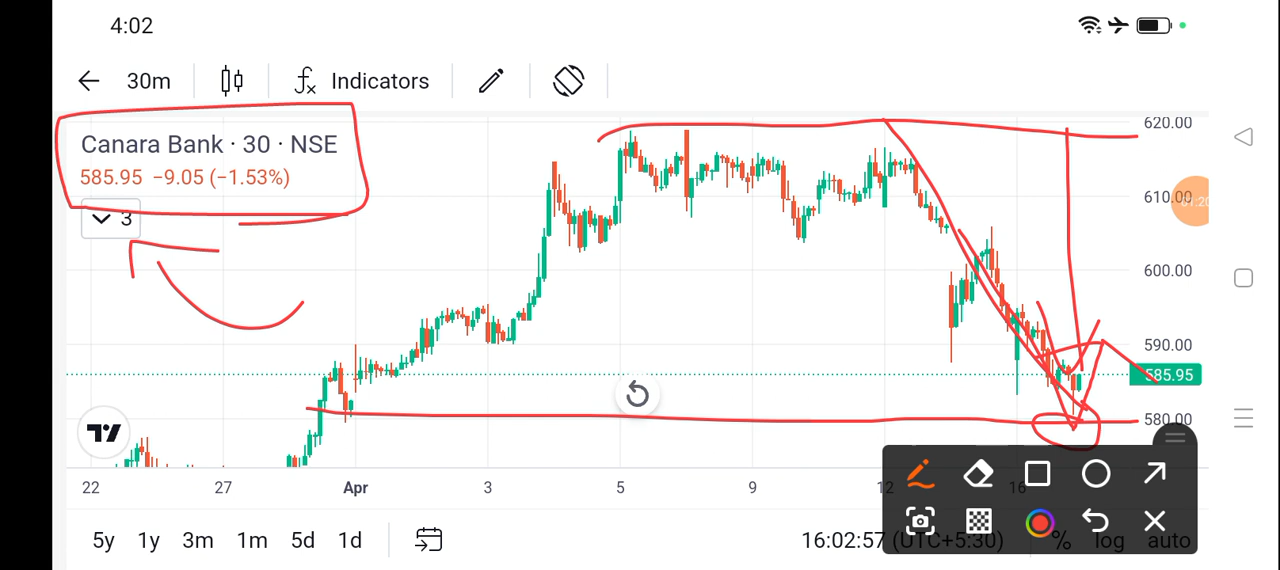 4:02
30m
Indicators
Canara Bank · 30 · NSE
585.95 −9.05 (−1.53%)
3
620.00
610.00
600.00
590.00
585.95
580.00
22 27 Apr 3 5 9 12 16
5y 1y 3m 1m 5d 1d
16:02:57 (UTC+5:30) % log auto